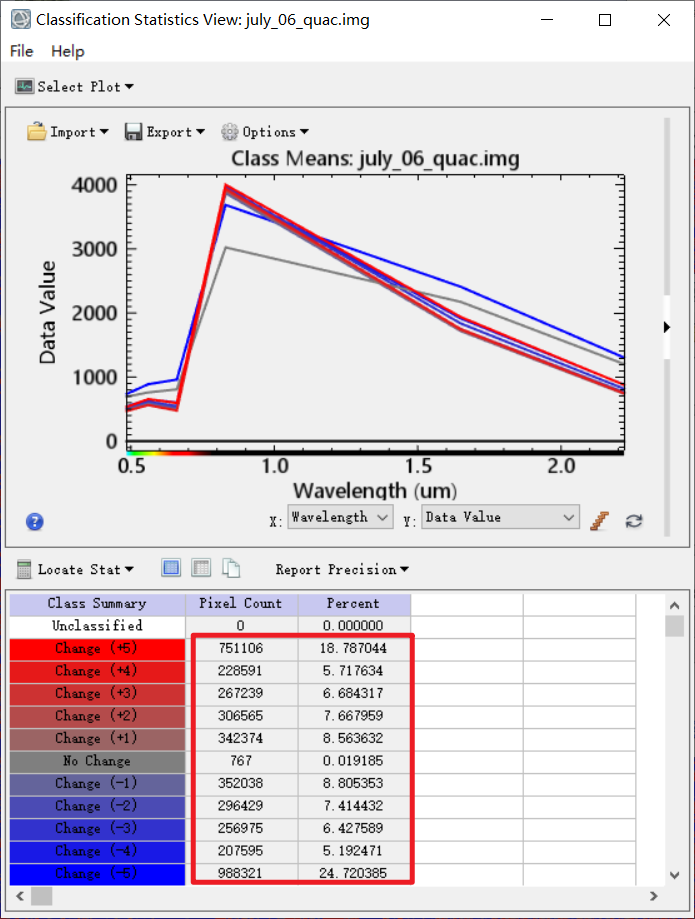 Classification Statistics View: july_06_quac.img
File Help
Select Plot
Import Export Options
Class Means: july_06_quac.img
4000
3000
2000
1000
0
Data Value
0.5 1.0 1.5 2.0
Wavelength (um)
X: Wavelength Y: Data Value
Locate Stat Report Precision
Class Summary Pixel Count Percent
Unclassified 0 0.000000
Change (+5) 751106 18.787044
Change (+4) 228591 5.717634
Change (+3) 267239 6.684317
Change (+2) 306565 7.667959
Change (+1) 342374 8.563632
No Change 767 0.019185
Change (-1) 352038 8.805353
Change (-2) 296429 7.414432
Change (-3) 256975 6.427589
Change (-4) 207595 5.192471
Change (-5) 988321 24.720385